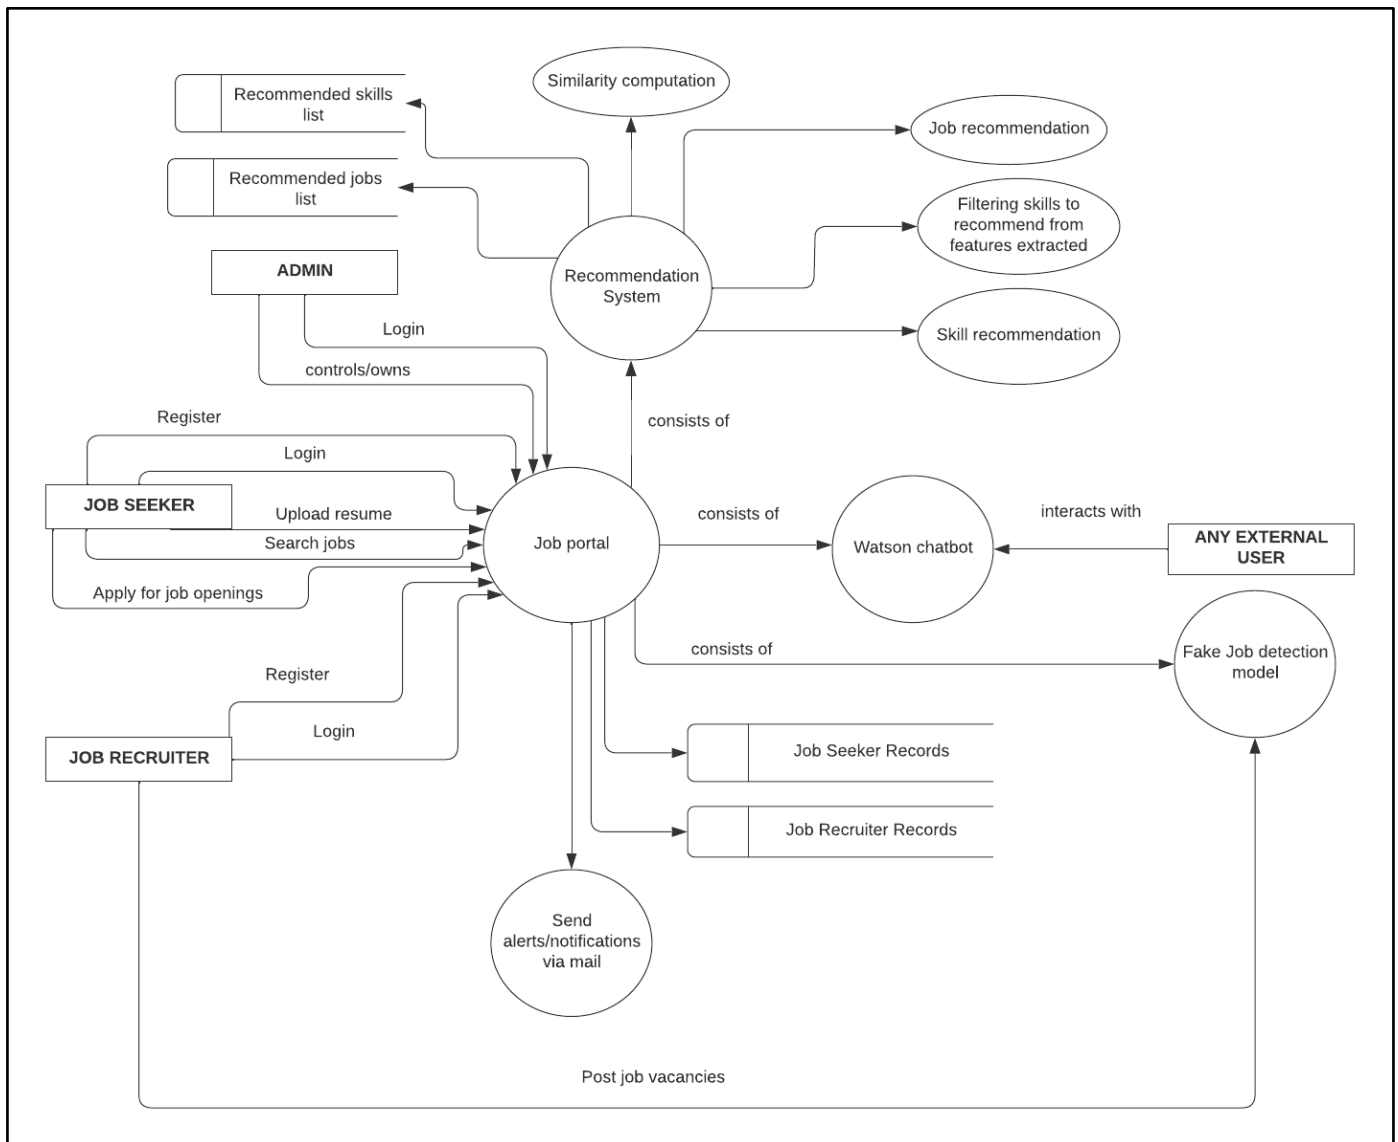 Similarity computation
Recommended skills
list
Job recommendation
Recommended jobs
list
Filtering skills to
recommend from
features extracted
ADMIN
Recommendation
System
Login
Skill recommendation
controls/owns
Register
consists of
Login
JOB SEEKER
Upload resume
consists of
interacts with
Search jobs
Job portal
Watson chatbot
ANY EXTERNAL
USER
Apply for job openings
consists of
Fake Job detection
model
Register
Login
JOB RECRUITER
Job Seeker Records
Job Recruiter Records
Send
alerts/notifications
via mail
Post job vacancies